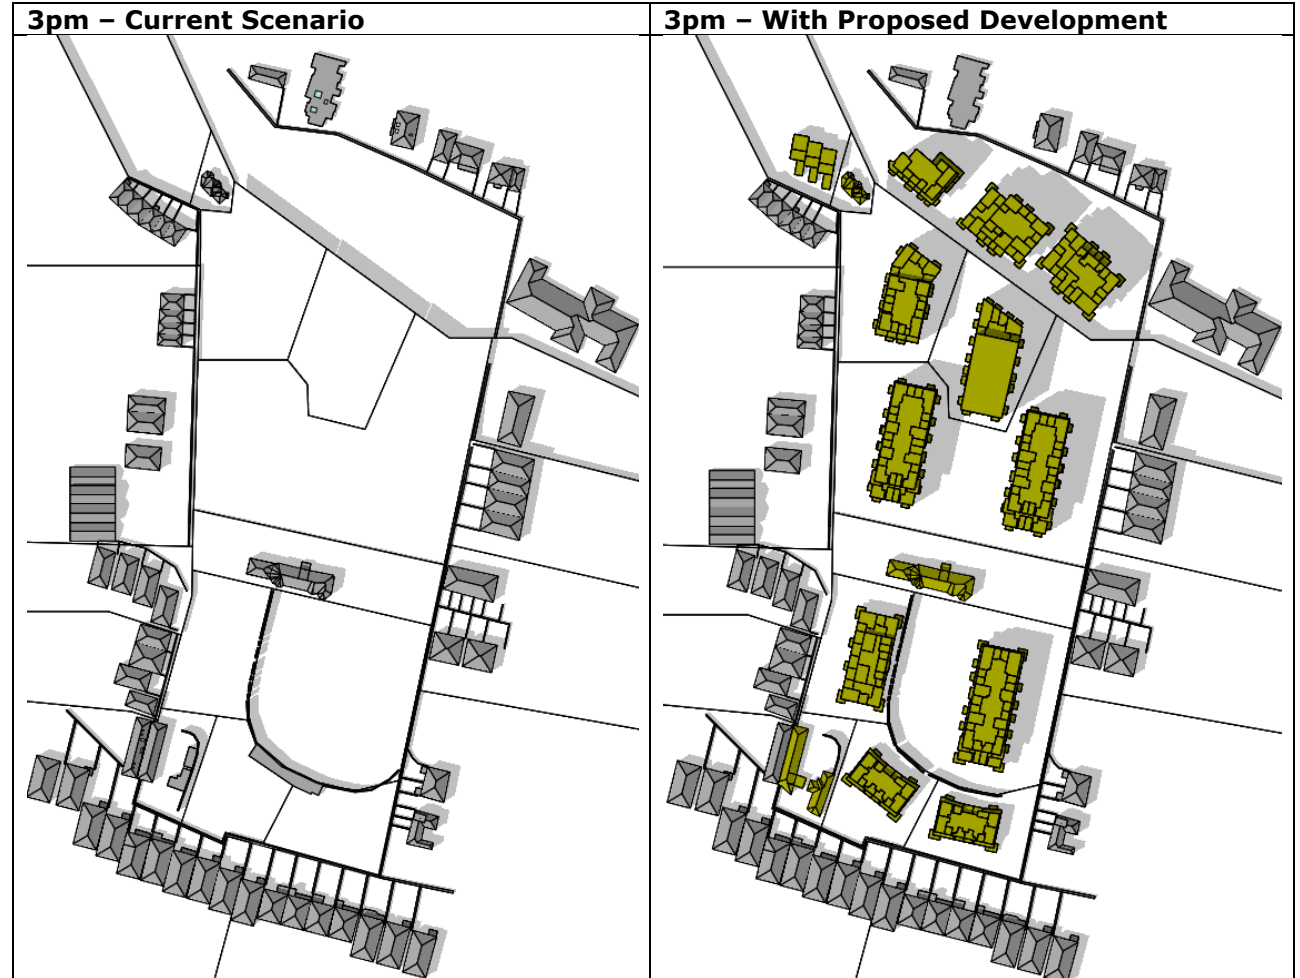 3pm – Current Scenario
3pm – With Proposed Development